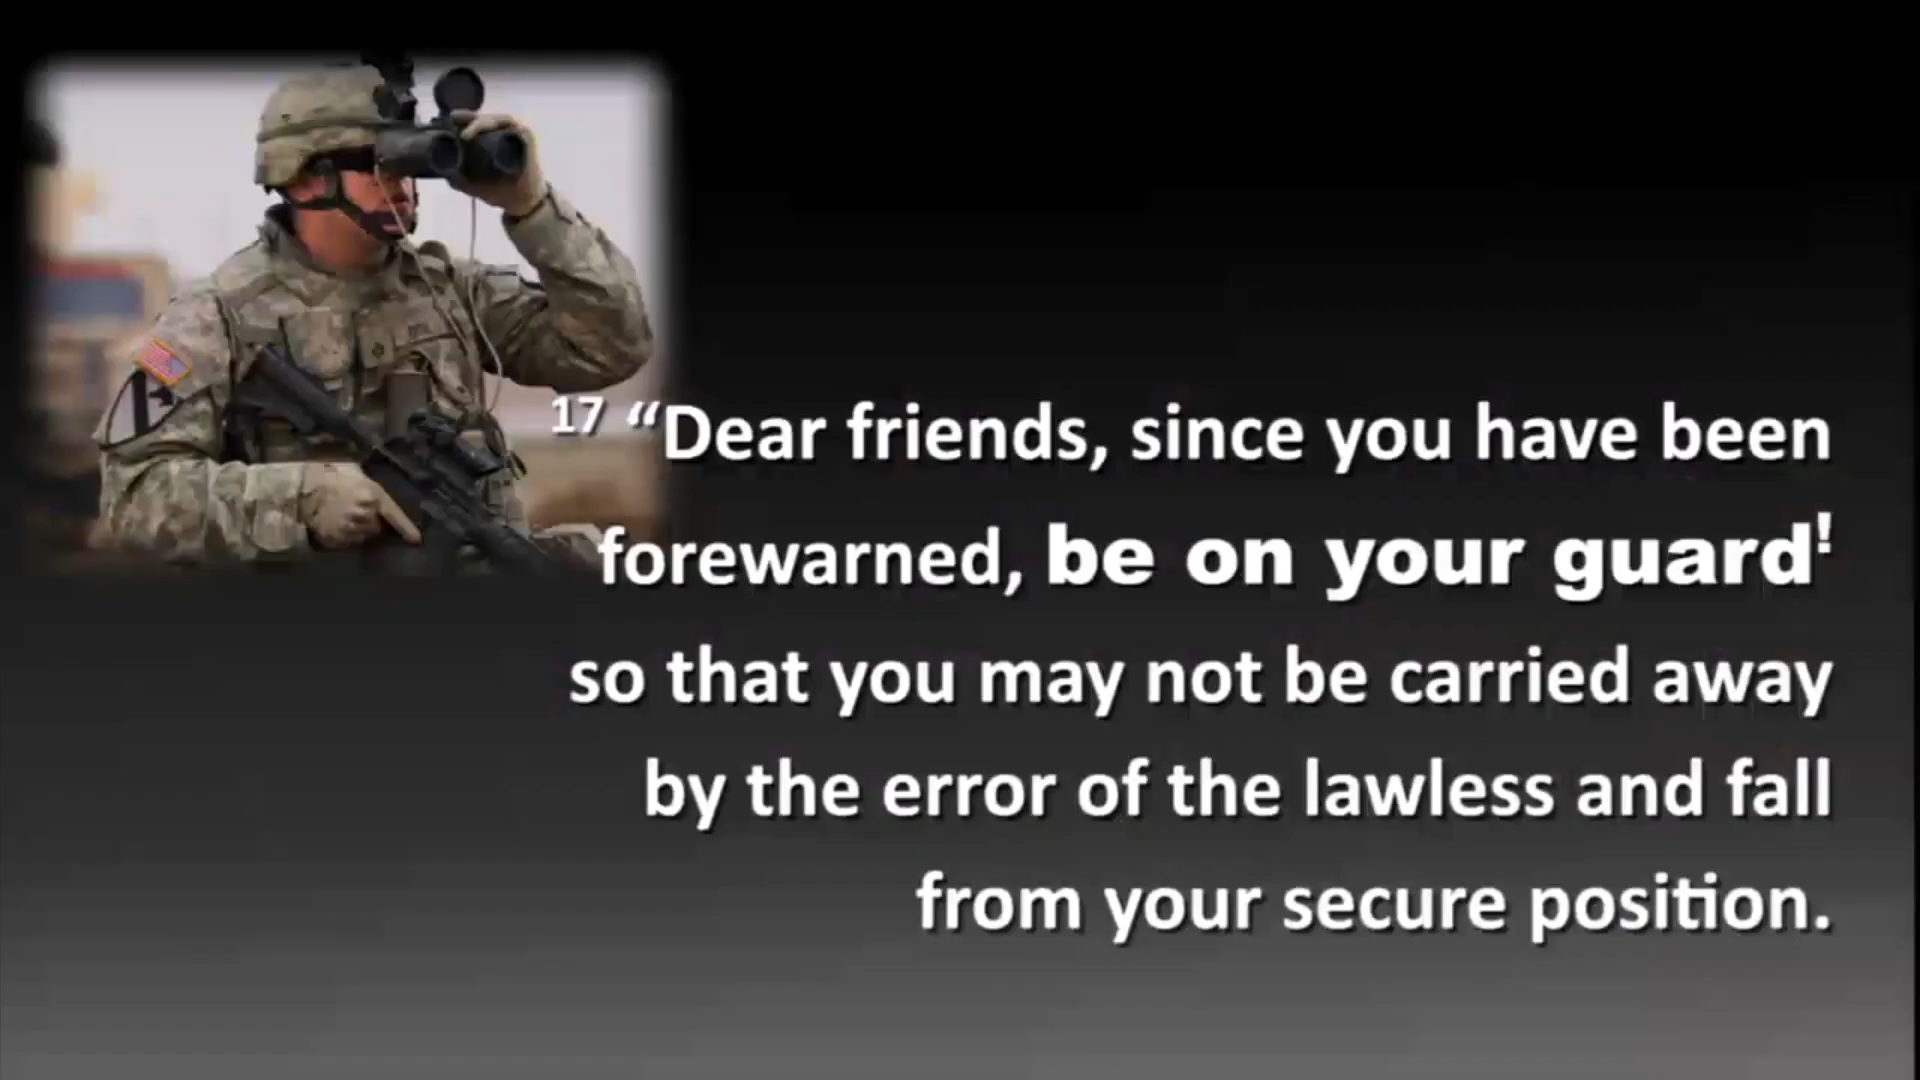 17 “Dear friends, since you have been
forewarned, be on your guard!
so that you may not be carried away
by the error of the lawless and fall
from your secure position.